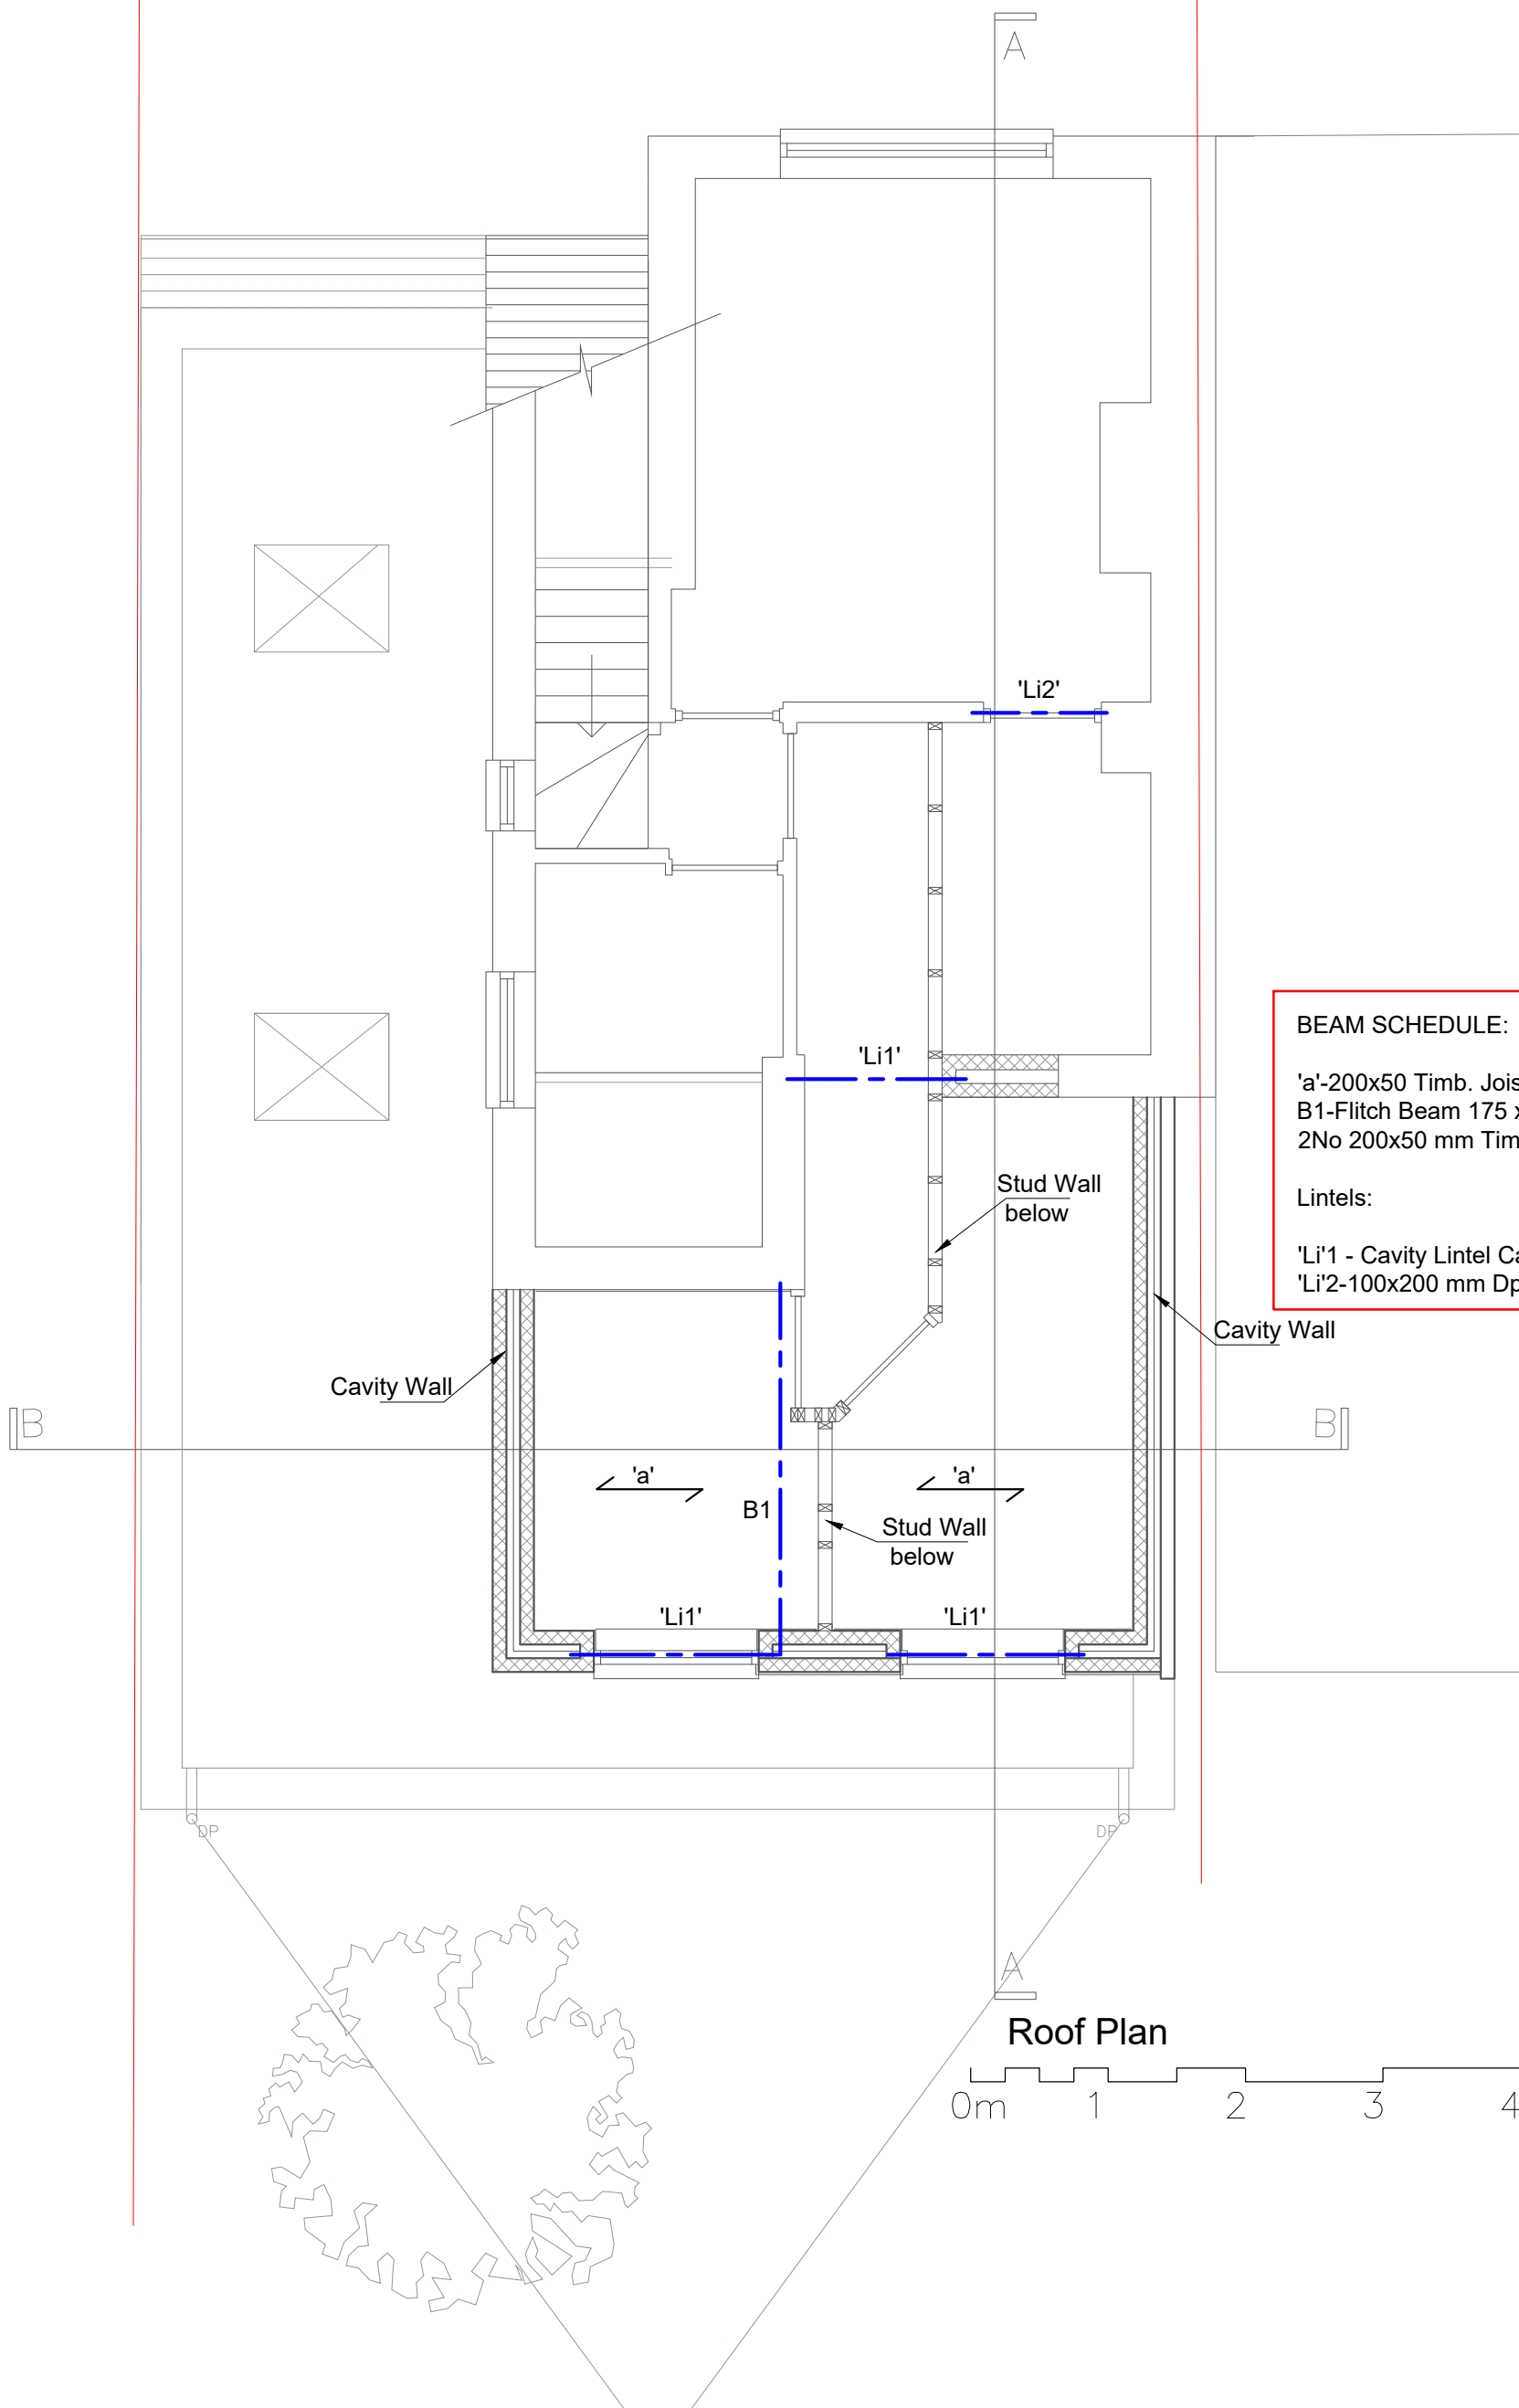 A
'Li2'
BEAM SCHEDULE:
'a'-200x50 Timb. Jois
B1-Flitch Beam 175 x
2No 200x50 mm Tim
Lintels:
'Li'1 - Cavity Lintel Ca
'Li'2-100x200 mm Dp
'Li1'
Stud Wall
below
Cavity Wall
Cavity Wall
B
B
'a'
'a'
B1
Stud Wall
below
'Li1'
'Li1'
DP
DP
A
Roof Plan
0m 1 2 3 4